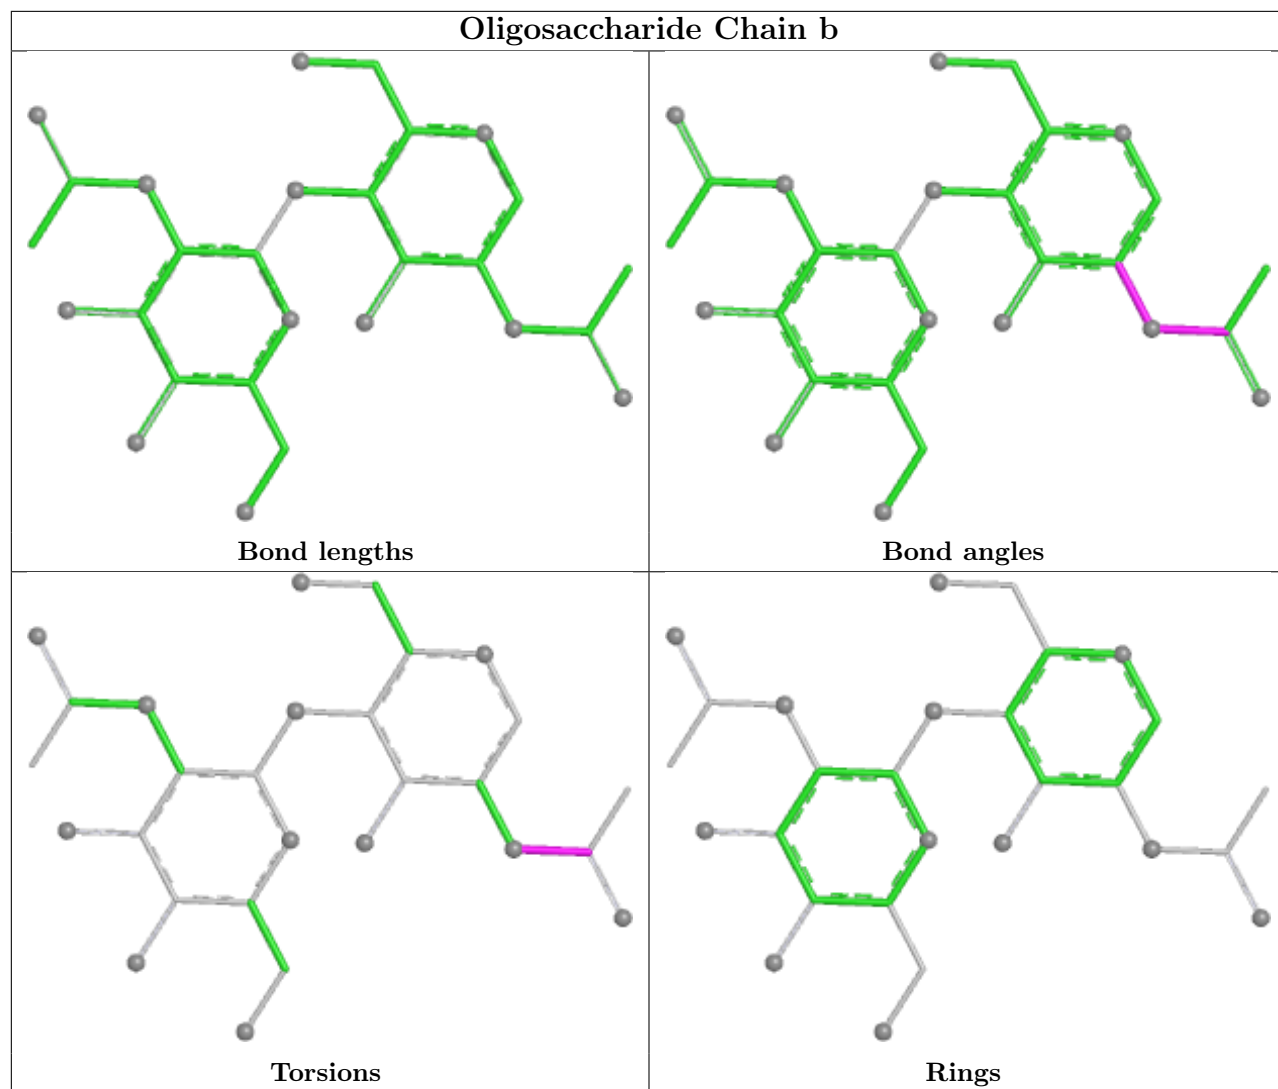 Oligosaccharide Chain b
Bond lengths
Bond angles
Torsions
Rings